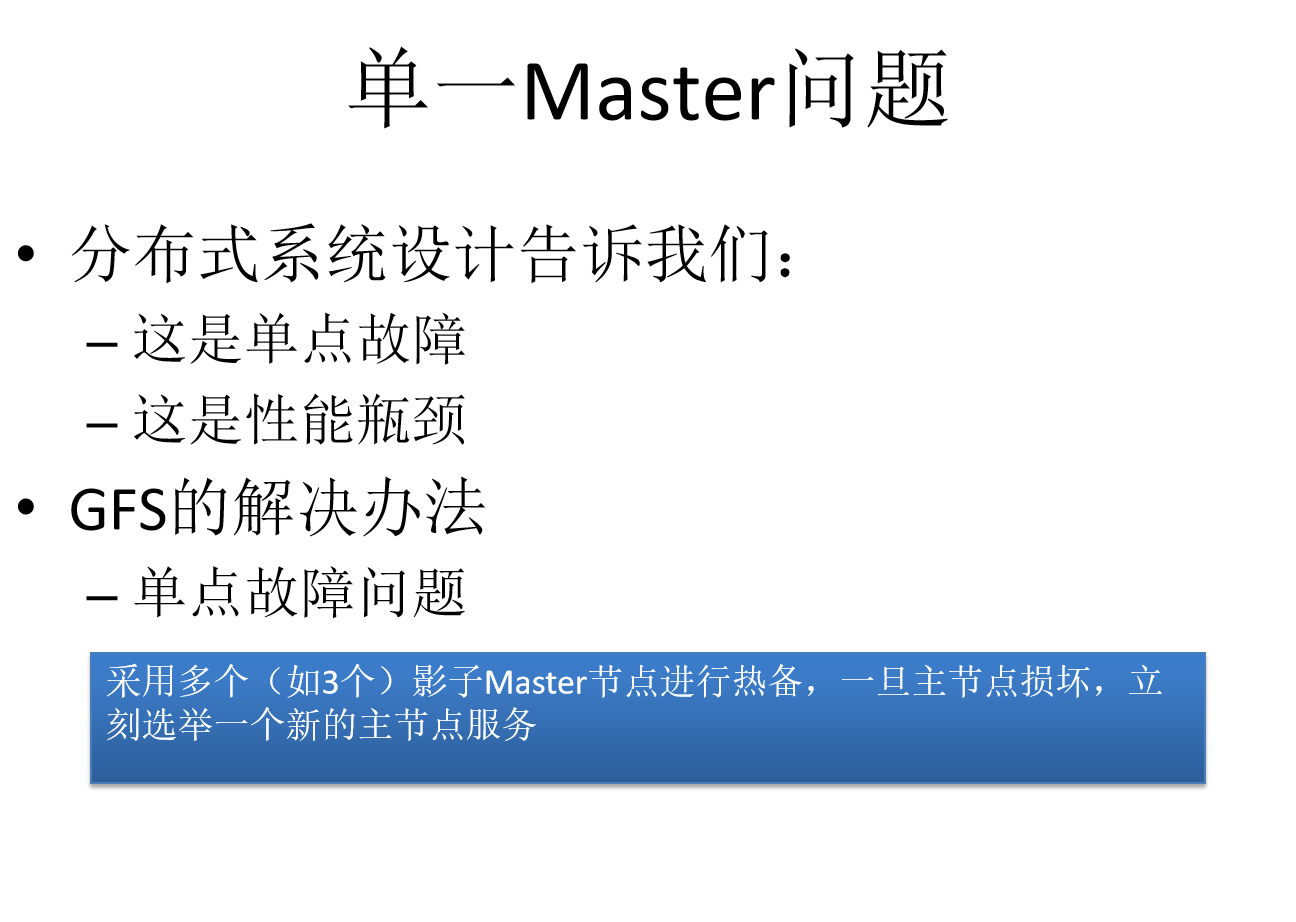 单一Master问题
• 分布式系统设计告诉我们：
– 这是单点故障
– 这是性能瓶颈
• GFS的解决办法
– 单点故障问题
采用多个（如3个）影子Master节点进行热备，一旦主节点损坏，立
刻选举一个新的主节点服务